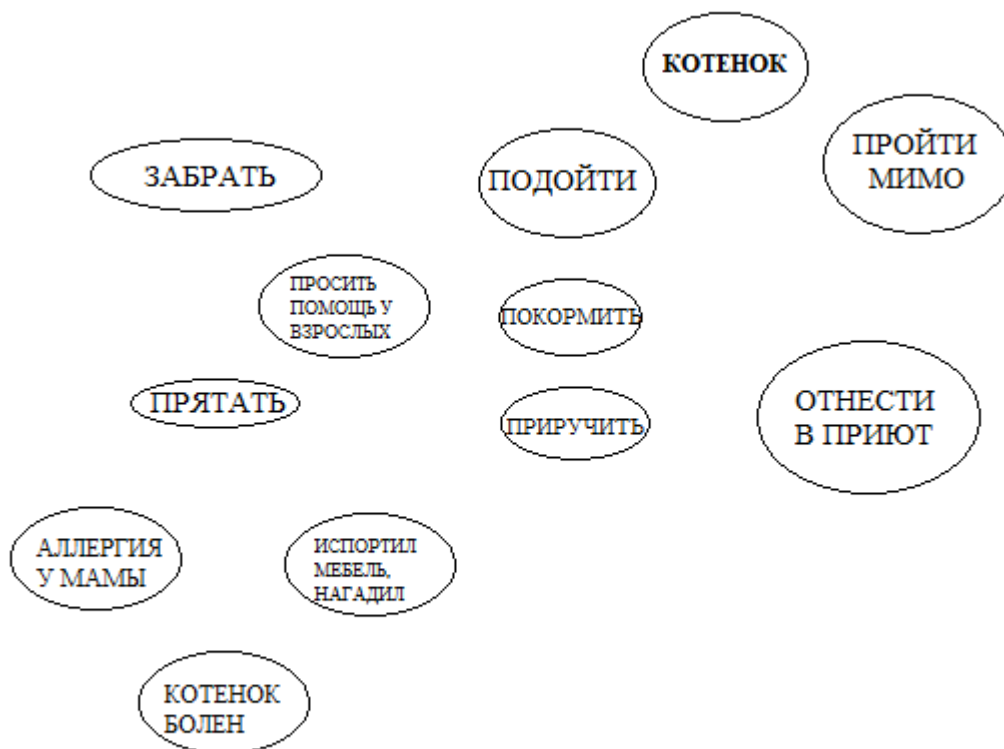 КОТЕНОК
ПРОЙТИ
МИМО
ПОДОЙТИ
ЗАБРАТЬ
ПРОСИТЬ
ПОМОЩЬ У
ВЗРОСЛЫХ
ПОКОРМИТЬ
ПРЯТАТЬ
ПРИРУЧИТЬ
ОТНЕСТИ
В ПРИЮТ
АЛЛЕРГИЯ
У МАМЫ
ИСПОРТИЛ
МЕБЕЛЬ,
НАГАДИЛ
КОТЕНОК
БОЛЕН